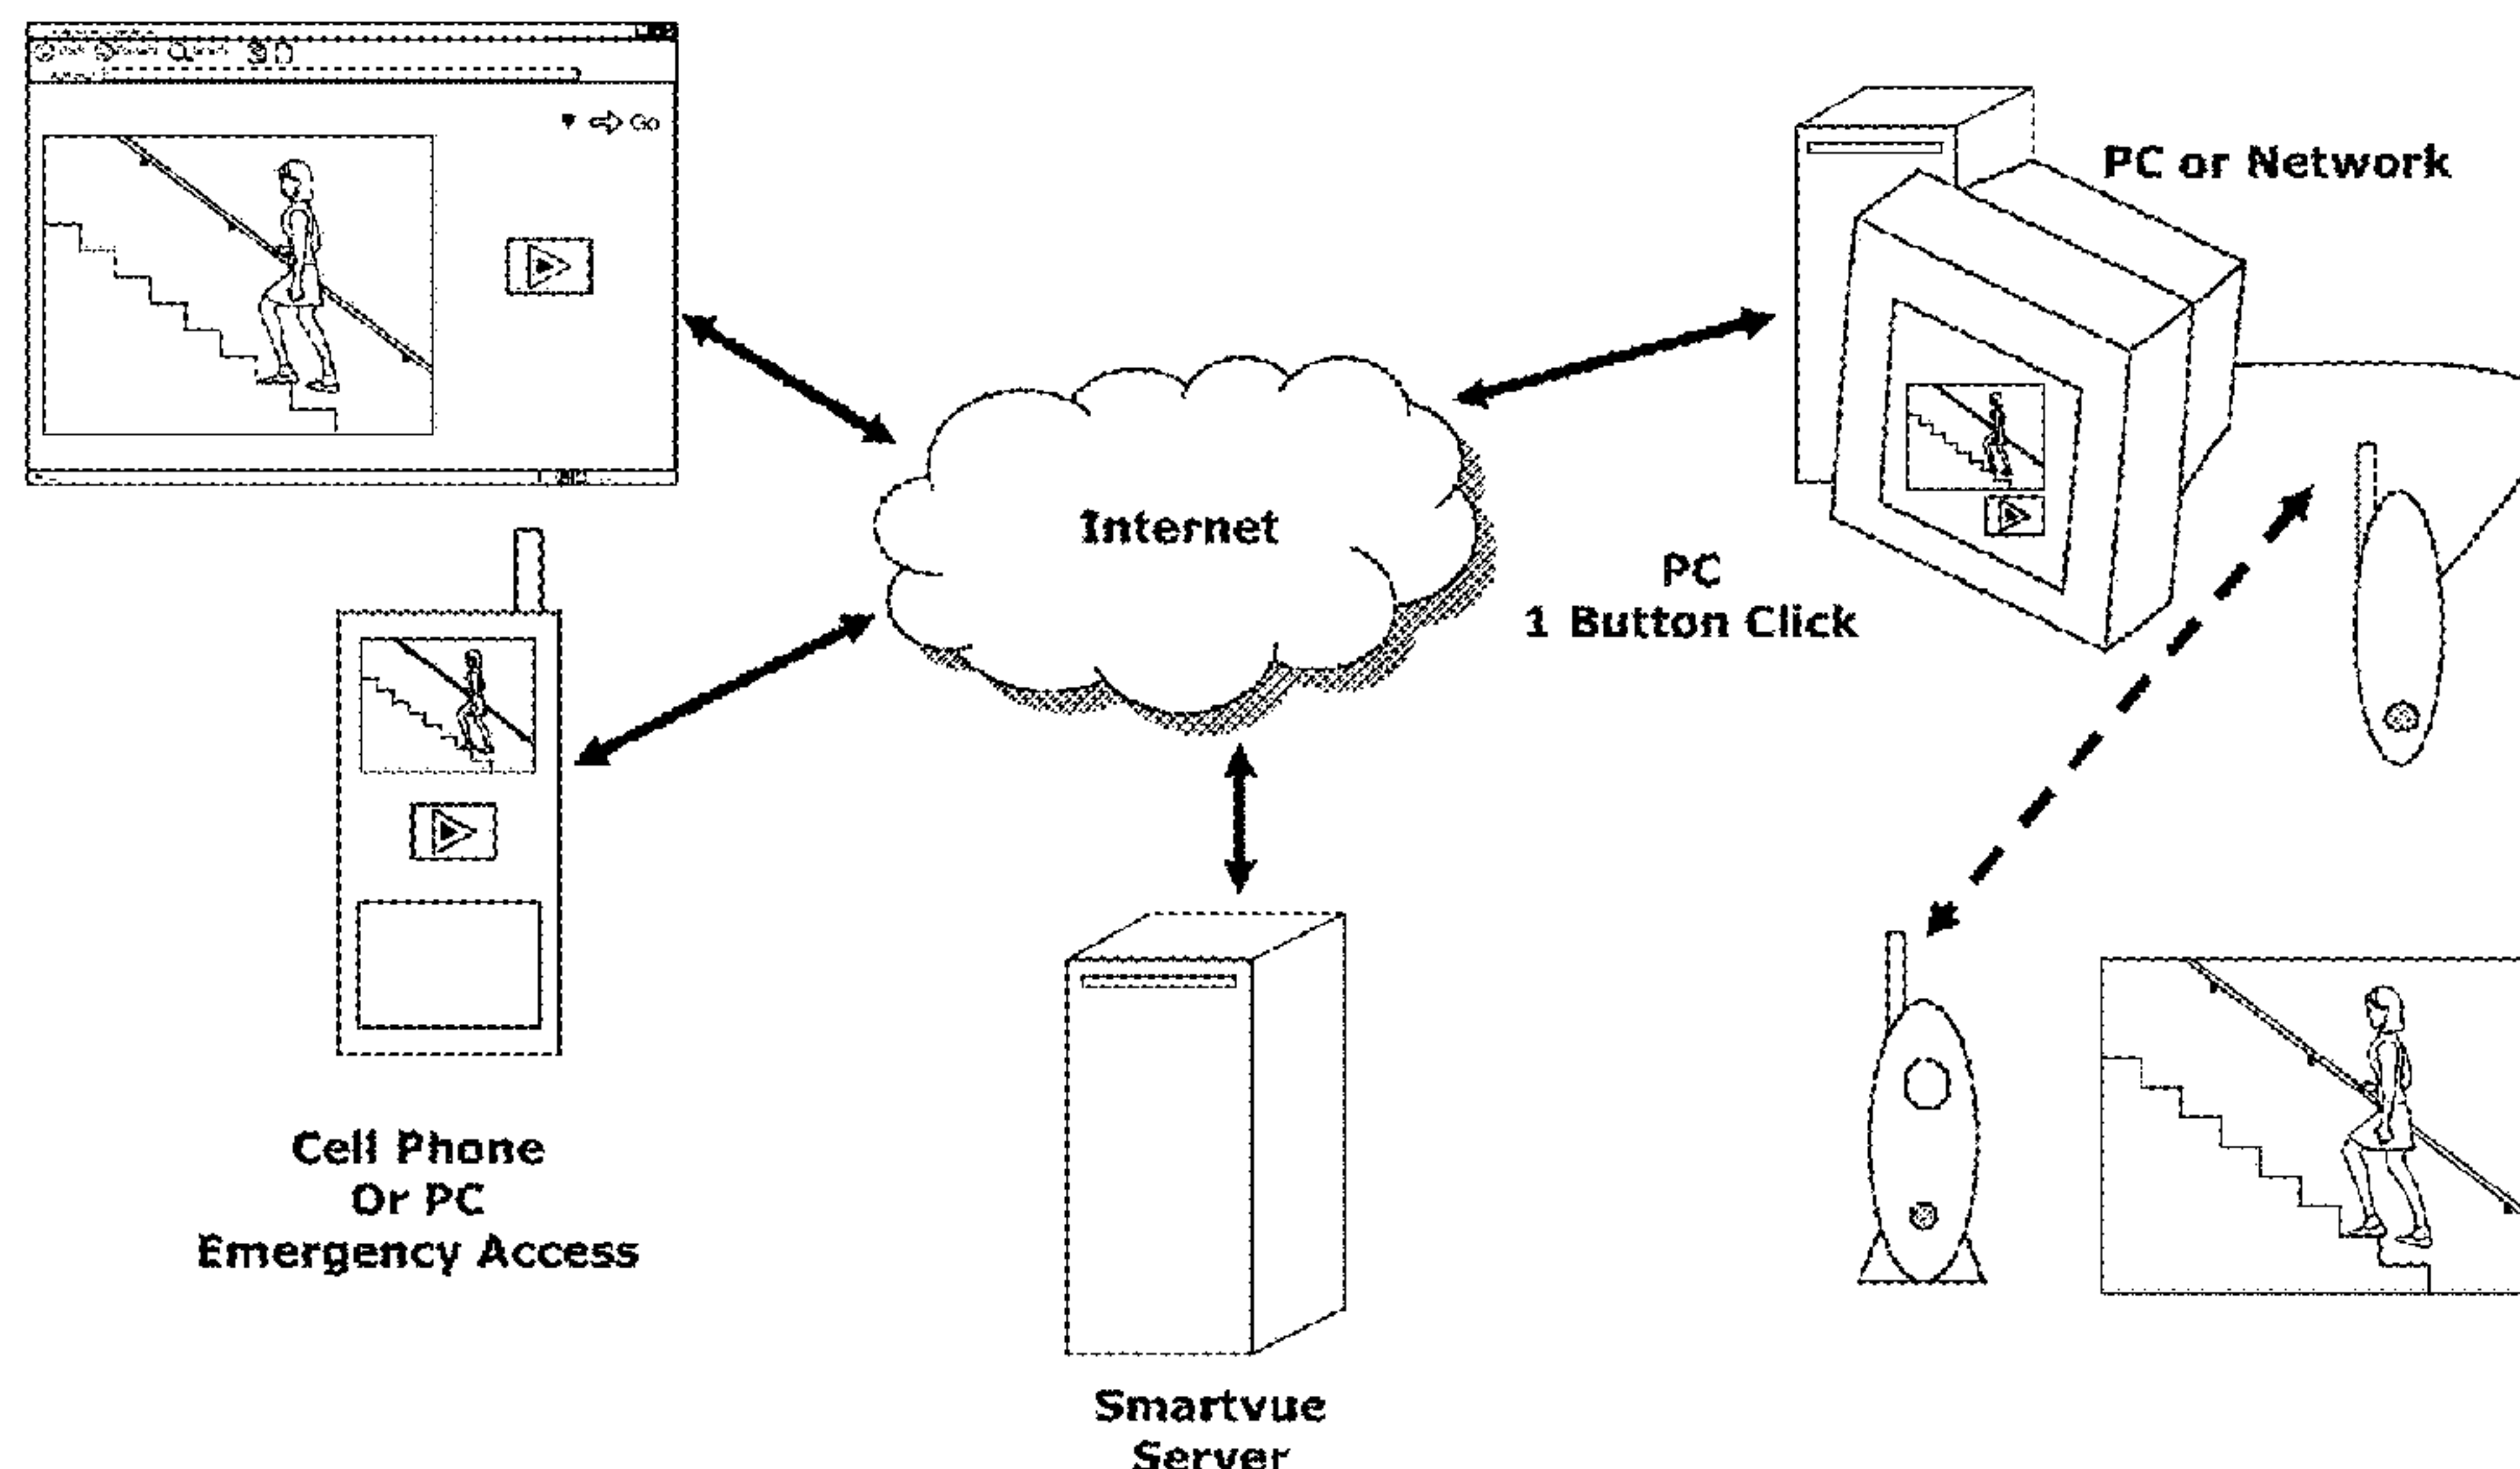 Go
PC or Network
Internet
PC
1 Button Click
Cell Phone
Or PC
Emergency Access
Smartvue
Server